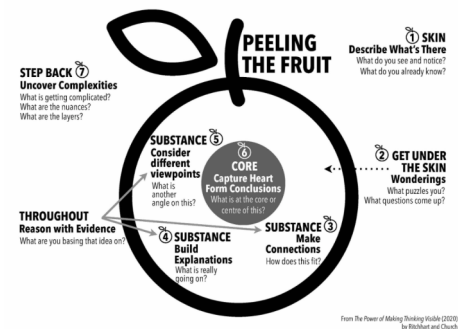 PEELING
THE FRUIT
1 SKIN
Describe What's There
What do you see and notice?
What do you already know?
2 GET UNDER
THE SKIN
Wonderings
What puzzles you?
What questions come up?
SUBSTANCE 3
Make
Connections
How does this fit?
4 SUBSTANCE
Build
Explanations
What is really
going on?
SUBSTANCE 5
Consider
different
viewpoints
What is
another
angle on this?
6
CORE
Capture Heart
Form Conclusions
What is at the core or
centre of this?
STEP BACK 7
Uncover Complexities
What is getting complicated?
What are the nuances?
What are the layers?
THROUGHOUT
Reason with Evidence
What are you basing that idea on?
From The Power of Making Thinking Visible (2020)
by Ritchhart and Church